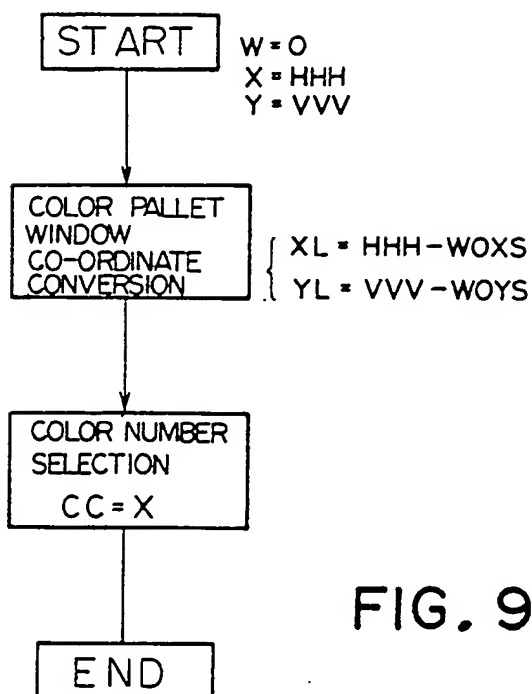 START
W = 0
X = HHH
Y = VVV
COLOR PALLET
WINDOW
CO-ORDINATE
CONVERSION
XL = HHH - WOXS
YL = VVV - WOYS
COLOR NUMBER
SELECTION
CC = X
END
FIG. 9